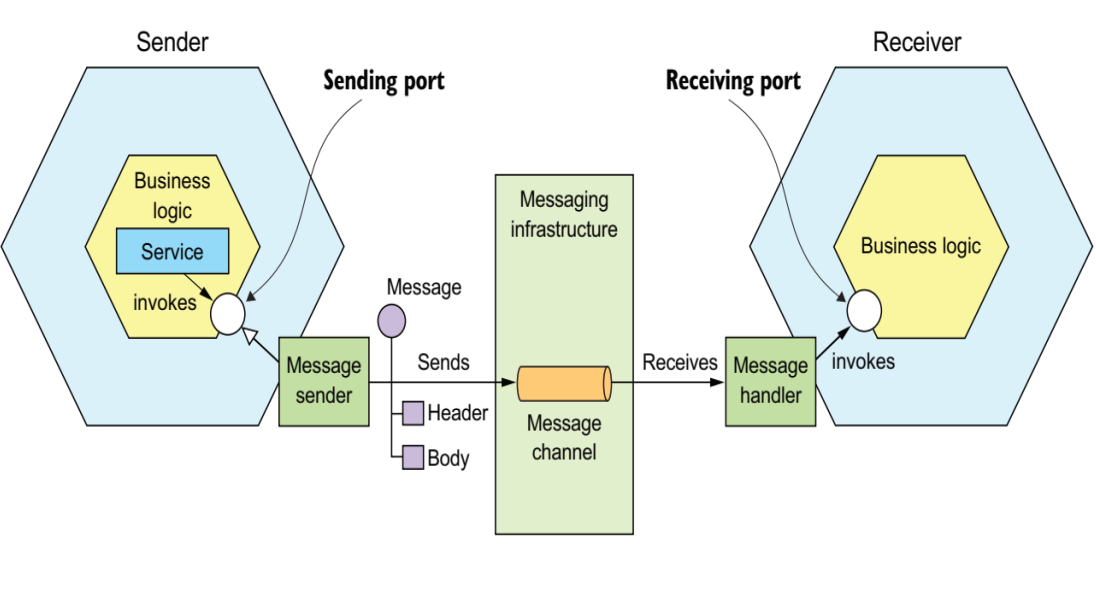 Sender
Receiver
Sending port
Receiving port
Business
logic
Service
invokes
Message
sender
Message
Sends
Header
Body
Messaging
infrastructure
Message
channel
Receives
Message
handler
invokes
Business logic